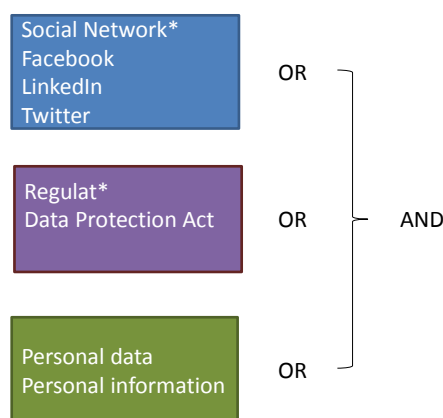 Social Network*
Facebook
LinkedIn
Twitter
OR
Regulat*
Data Protection Act
OR
AND
Personal data
Personal information
OR